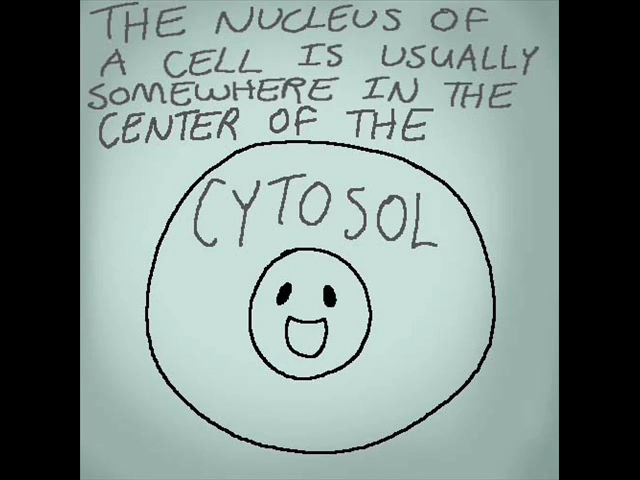 THE NUCLEUS OF
A CELL IS USUALLY
SOMEWHERE IN THE
CENTER OF THE
CYTOSOL